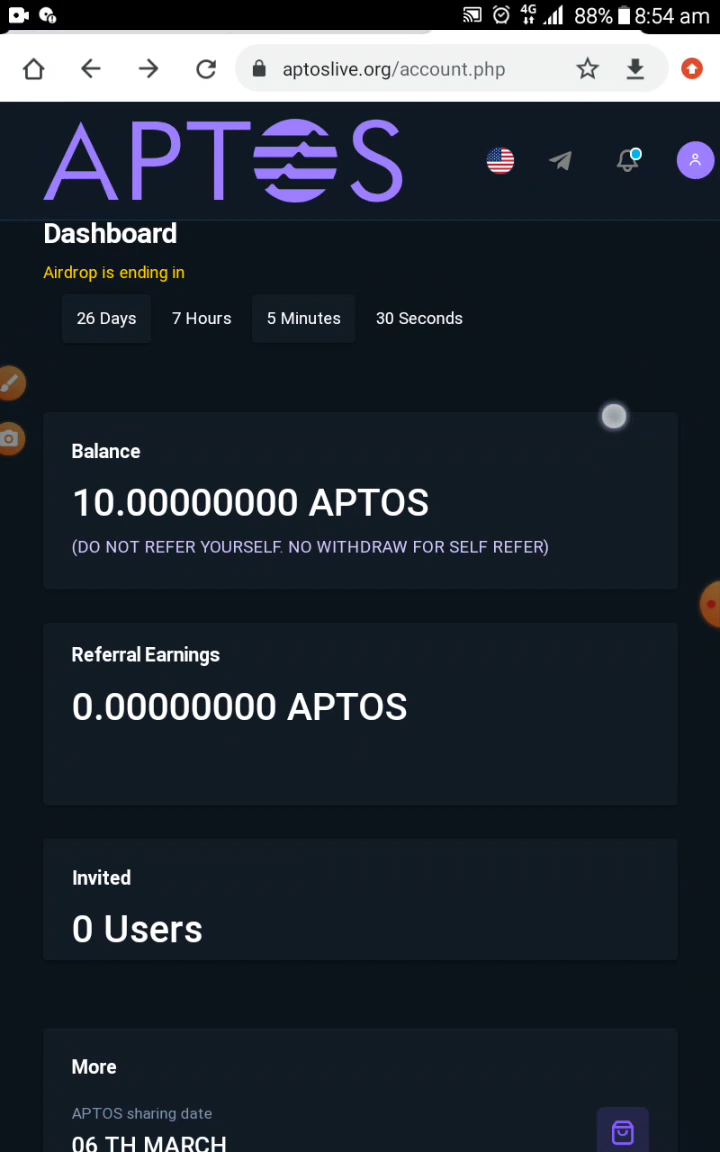 4G 88% 8:54 am
aptoslive.org/account.php
APTOS
Dashboard
Airdrop is ending in
26 Days 7 Hours 5 Minutes 30 Seconds
Balance
10.00000000 APTOS
(DO NOT REFER YOURSELF. NO WITHDRAW FOR SELF REFER)
Referral Earnings
0.00000000 APTOS
Invited
0 Users
More
APTOS sharing date
06 TH MARCH